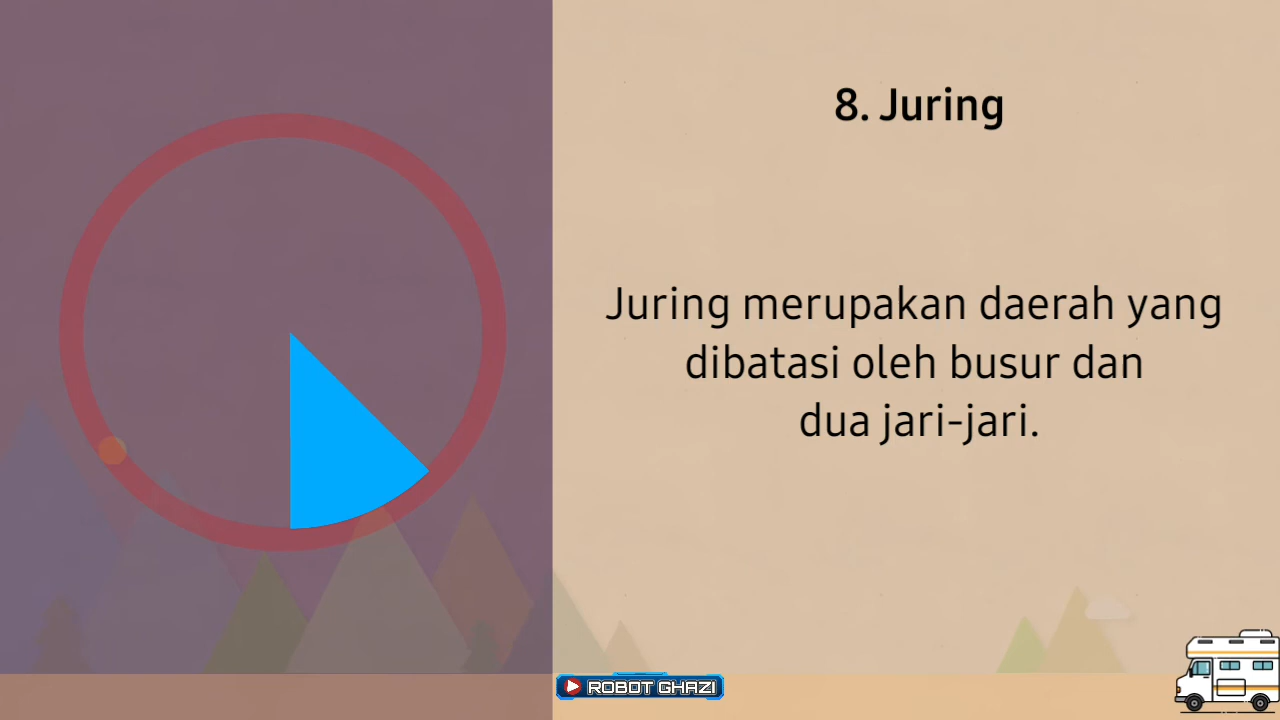 8. Juring
Juring merupakan daerah yang
dibatasi oleh busur dan
dua jari-jari.
ROBOT GHAZI